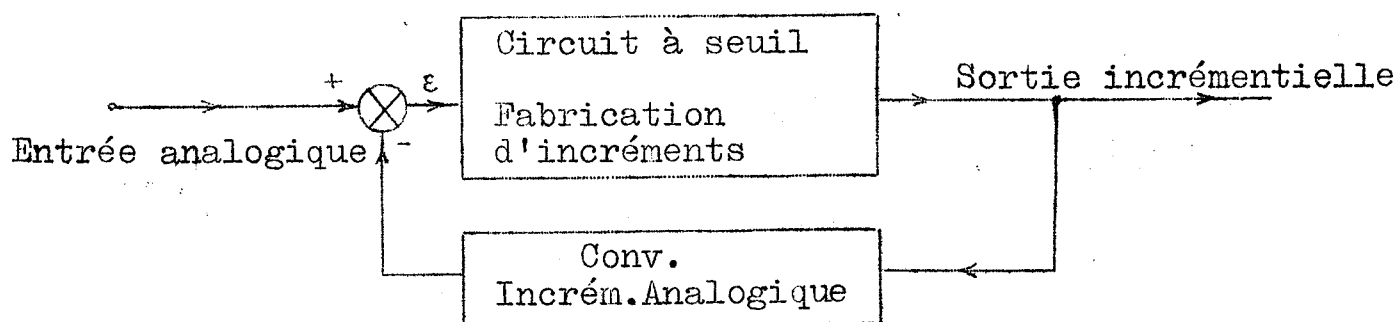 Circuit à seuil
Sortie incrémentielle
+
ε
Fabrication
d'incréments
Entrée analogique
-
Conv.
Incrém.Analogique